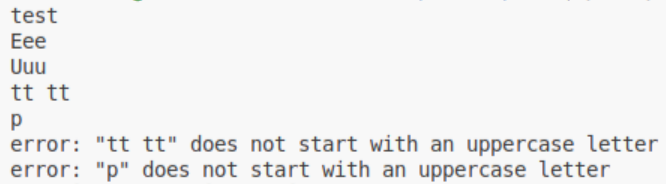 test
Eee
Uuu
tt tt
p
error: "tt tt" does not start with an uppercase letter
error: "p" does not start with an uppercase letter